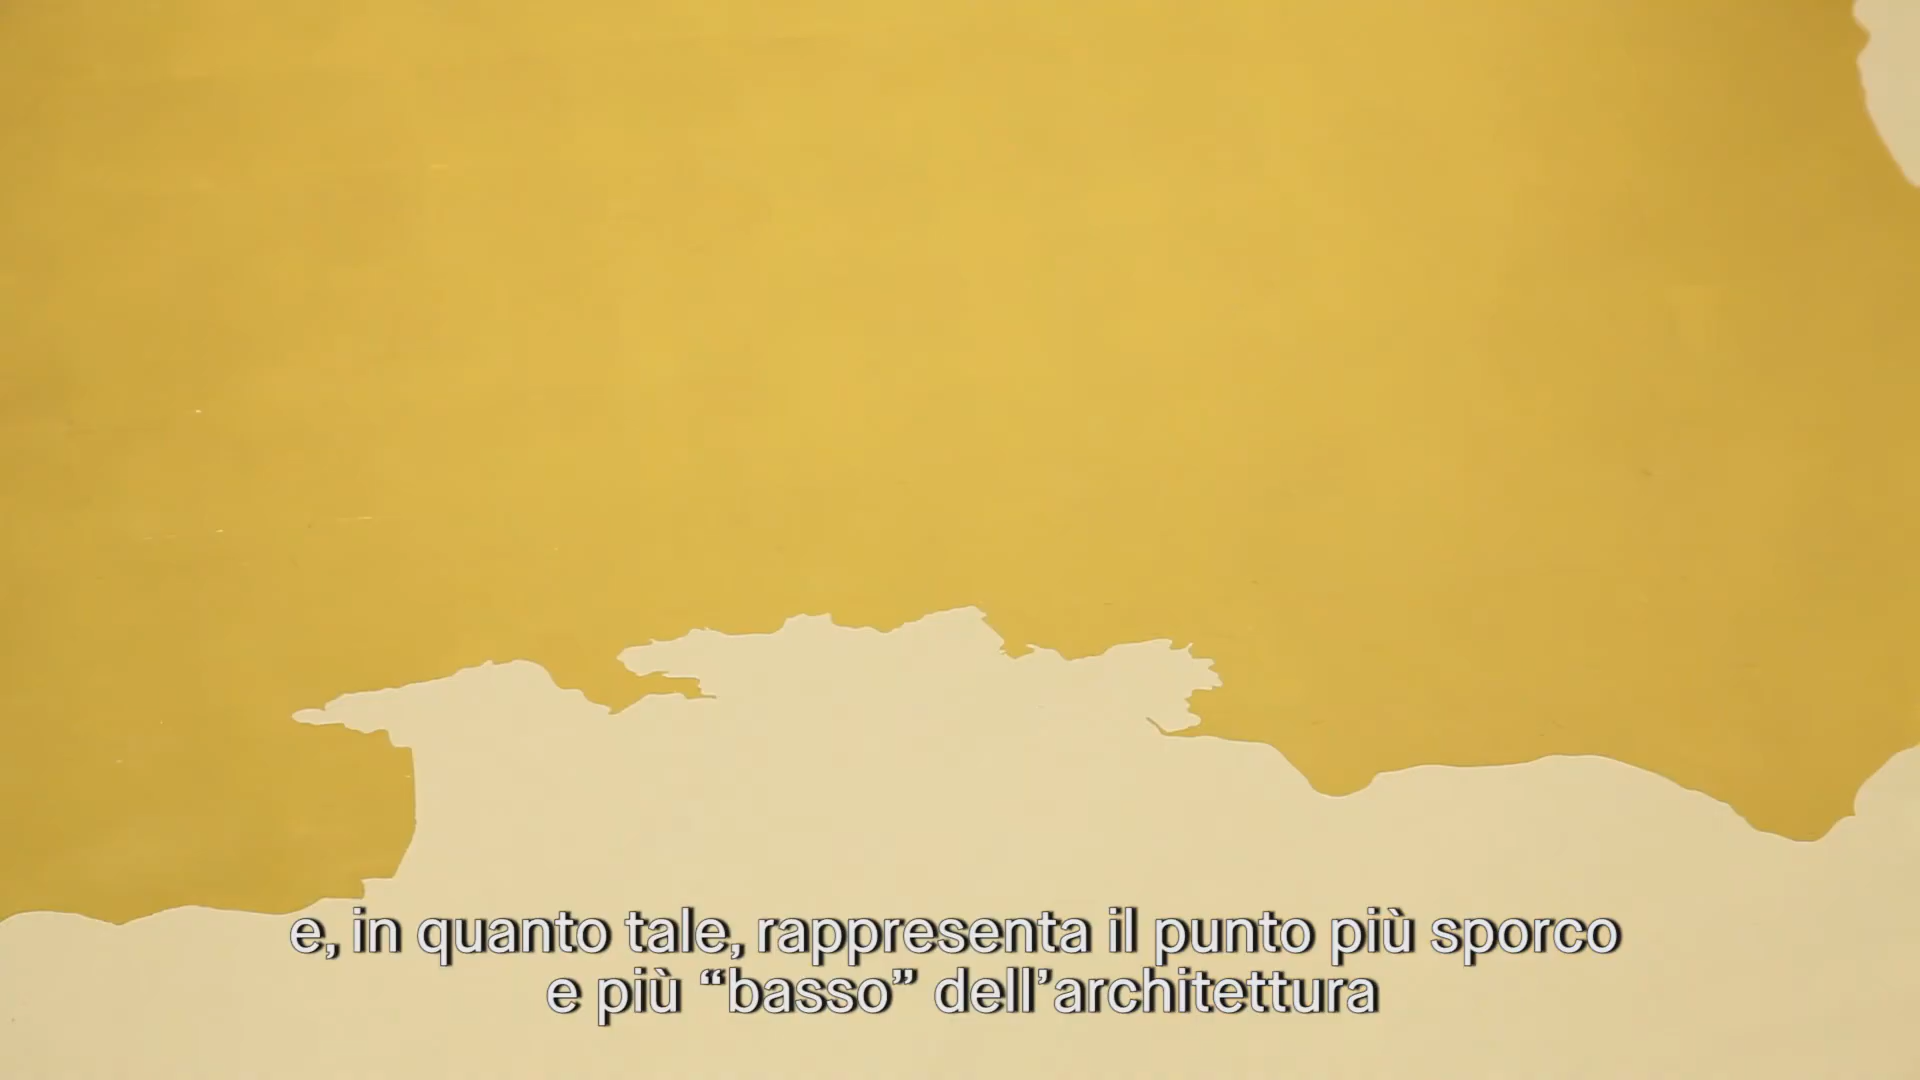 e, in quanto tale, rappresenta il punto più sporco
e più “basso” dell’architettura